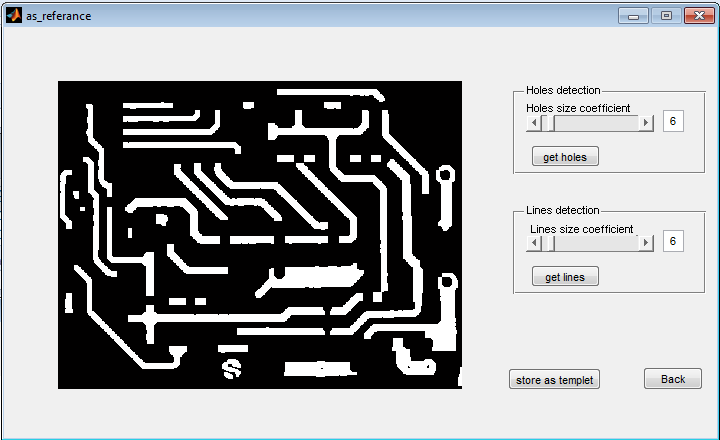 as_referance
Holes detection
Holes size coefficient
6
get holes
Lines detection
Lines size coefficient
6
get lines
store as templet
Back